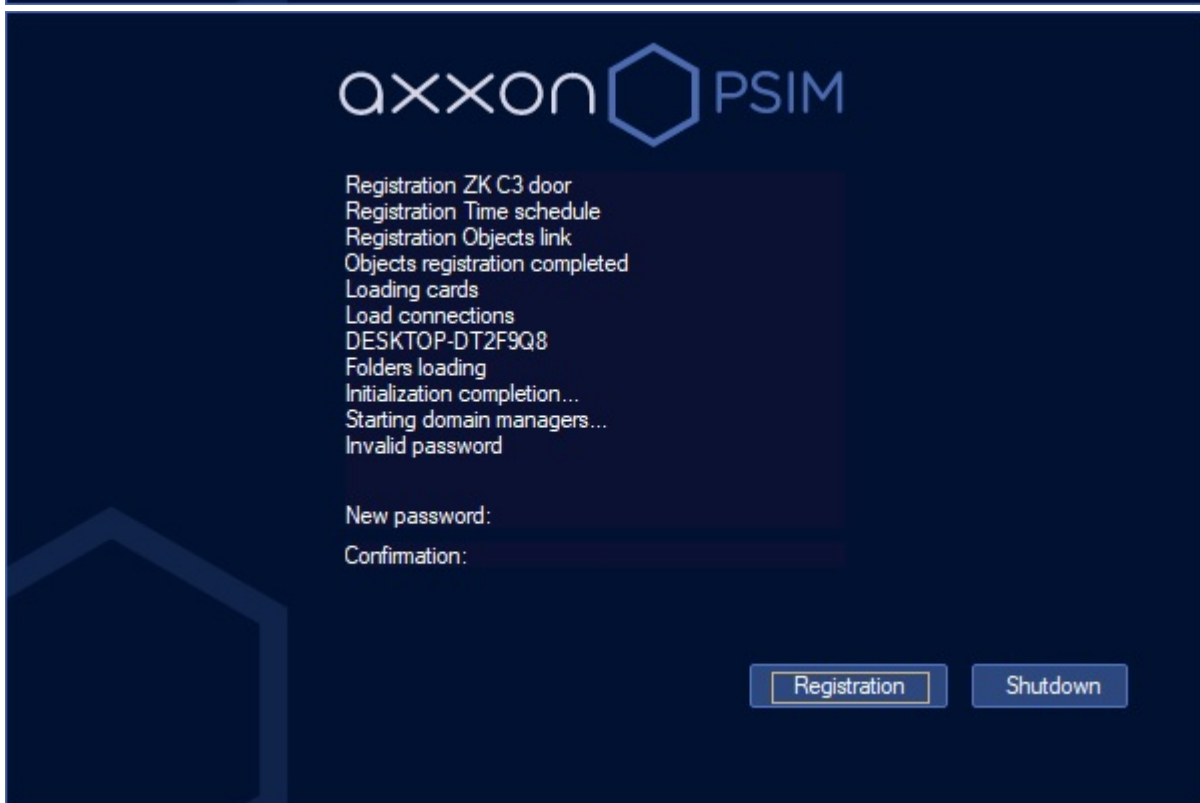 axxon PSIM
Registration ZK C3 door
Registration Time schedule
Registration Objects link
Objects registration completed
Loading cards
Load connections
DESKTOP-DT2F9Q8
Folders loading
Initialization completion...
Starting domain managers...
Invalid password
New password:
Confirmation:
Registration Shutdown